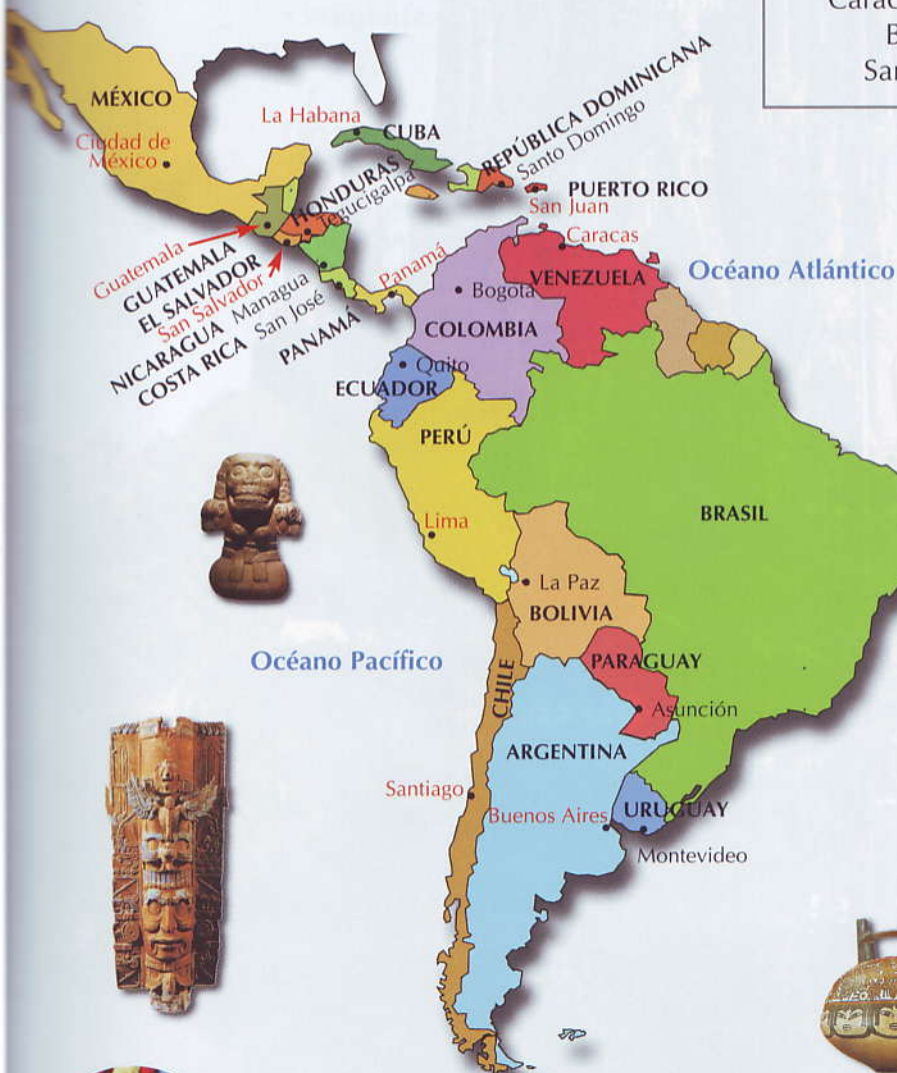 Carac
B
Sar
MÉXICO
Ciudad de
México
La Habana
CUBA
REPÚBLICA DOMINICANA
Santo Domingo
HONDURAS
Tegucigalpa
PUERTO RICO
San Juan
Guatemala
GUATEMALA
EL SALVADOR
San Salvador
NICARAGUA Managua
COSTA RICA San José
PANAMÁ
Panamá
Caracas
VENEZUELA
Océano Atlántico
Bogotá
COLOMBIA
Quito
ECUADOR
PERÚ
BRASIL
Lima
La Paz
BOLIVIA
Océano Pacífico
CHILE
PARAGUAY
Asunción
ARGENTINA
Santiago
Buenos Aires
URUGUAY
Montevideo